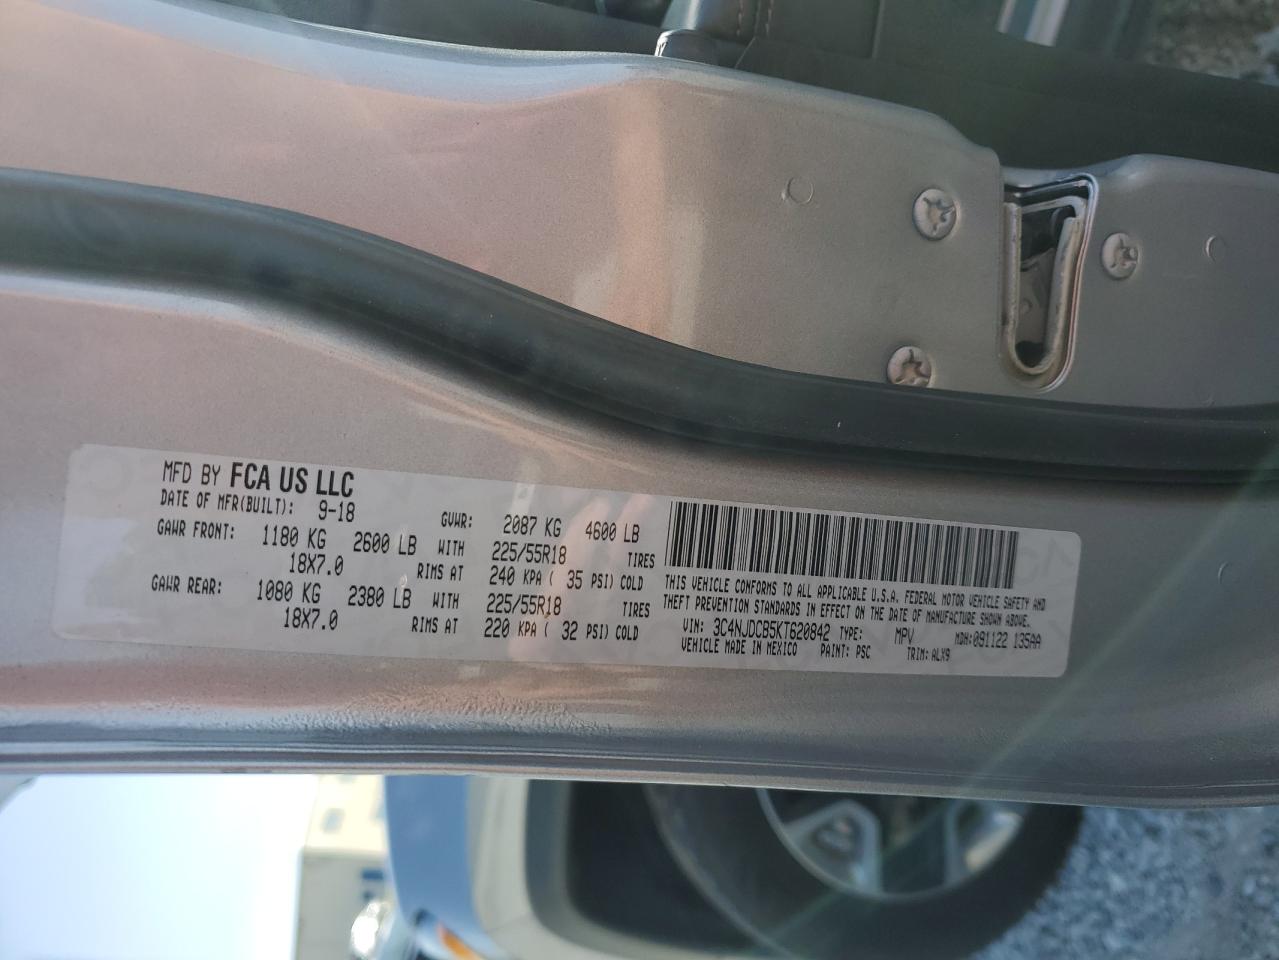 MFD BY FCA US LLC
DATE OF MFR(BUILT): 9-18 GVWR: 2087 KG 4600 LB
GAWR FRONT: 1180 KG 2600 LB WITH 225/55R18 TIRES
18X7.0 RIMS AT 240 KPA ( 35 PSI) COLD
GAWR REAR: 1080 KG 2380 LB WITH 225/55R18 TIRES
18X7.0 RIMS AT 220 KPA ( 32 PSI) COLD
THIS VEHICLE CONFORMS TO ALL APPLICABLE U.S.A. FEDERAL MOTOR VEHICLE SAFETY AND
THEFT PREVENTION STANDARDS IN EFFECT ON THE DATE OF MANUFACTURE SHOWN ABOVE.
VIN: 3C4NJDCB5KT620842 TYPE: MPV MDH: 091122 135AA
VEHICLE MADE IN MEXICO PAINT: PSC TRIM: ALX9